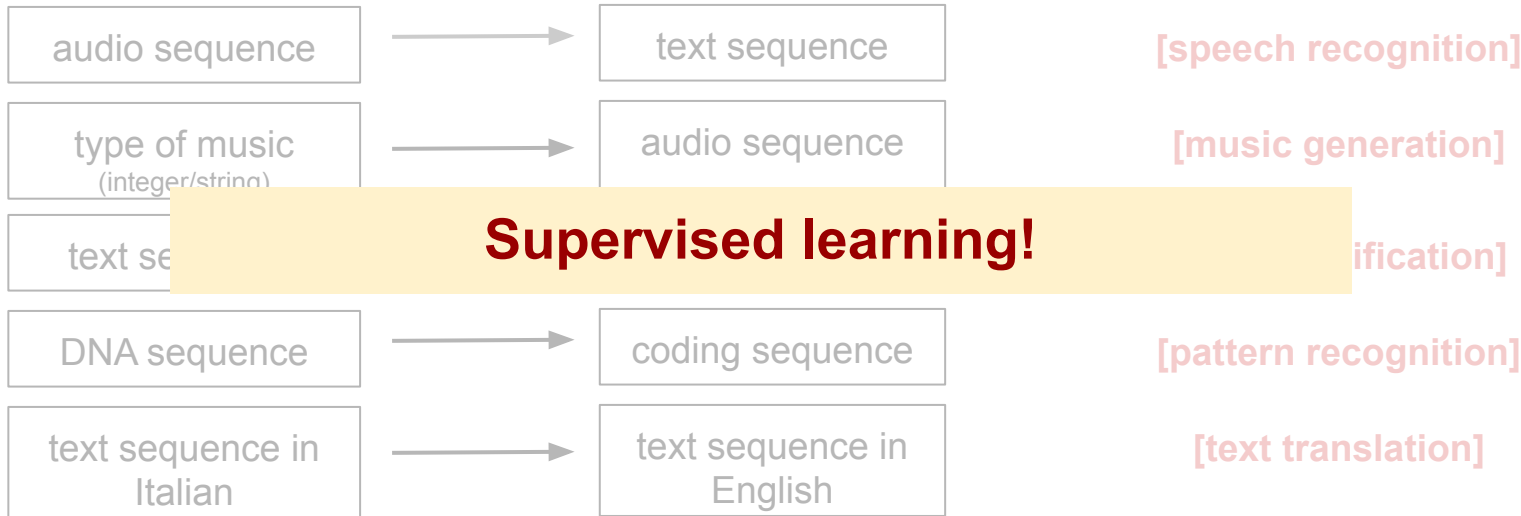 audio sequence
text sequence
[speech recognition]
type of music
(integer/string)
audio sequence
[music generation]
text se
Supervised learning!
ification]
DNA sequence
coding sequence
[pattern recognition]
text sequence in
Italian
text sequence in
English
[text translation]